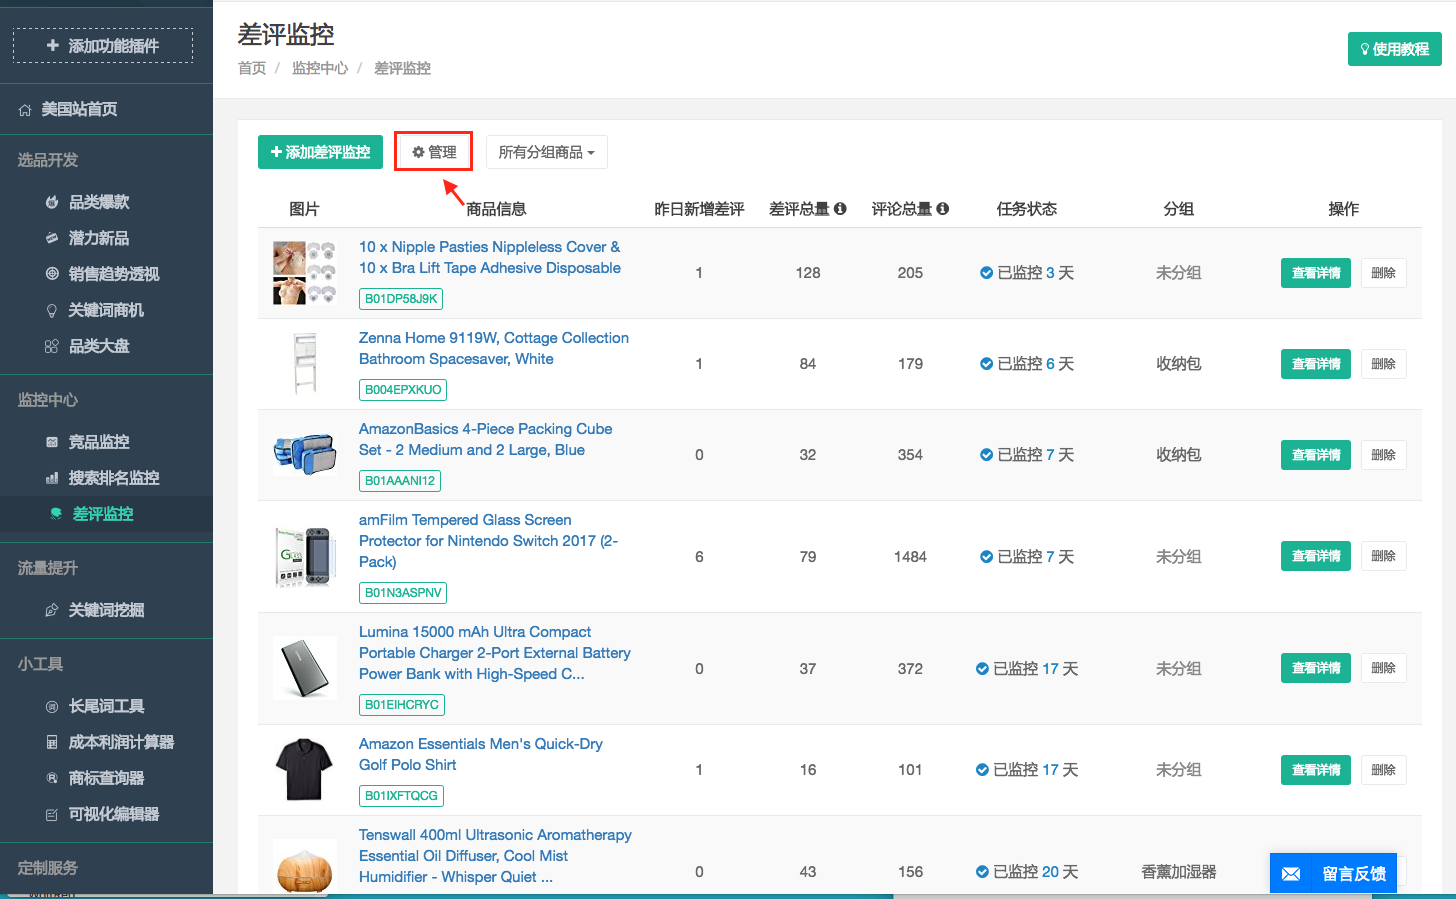 添加功能插件
美国站首页
选品开发
品类爆款
潜力新品
销售趋势透视
关键词商机
品类大盘
监控中心
竞品监控
搜索排名监控
差评监控
流量提升
关键词挖掘
小工具
长尾词工具
成本利润计算器
商标查询器
可视化编辑器
定制服务
差评监控
首页 / 监控中心 / 差评监控
使用教程
添加差评监控 管理 所有分组商品
图片 商品信息 昨日新增差评 差评总量 评论总量 任务状态 分组 操作
10 x Nipple Pasties Nippleless Cover &
10 x Bra Lift Tape Adhesive Disposable
B01DP58J9K
1 128 205 已监控 3 天 未分组 查看详情 删除
Zenna Home 9119W, Cottage Collection
Bathroom Spacesaver, White
B004EPXKUO
1 84 179 已监控 6 天 收纳包 查看详情 删除
AmazonBasics 4-Piece Packing Cube
Set - 2 Medium and 2 Large, Blue
B01AAANI12
0 32 354 已监控 7 天 收纳包 查看详情 删除
amFilm Tempered Glass Screen
Protector for Nintendo Switch 2017 (2-
Pack)
B01N3ASPNV
6 79 1484 已监控 7 天 未分组 查看详情 删除
Lumina 15000 mAh Ultra Compact
Portable Charger 2-Port External Battery
Power Bank with High-Speed C...
B01EIHCRYC
0 37 372 已监控 17 天 未分组 查看详情 删除
Amazon Essentials Men's Quick-Dry
Golf Polo Shirt
B01IXFTQCG
1 16 101 已监控 17 天 未分组 查看详情 删除
Tenswall 400ml Ultrasonic Aromatherapy
Essential Oil Diffuser, Cool Mist
Humidifier - Whisper Quiet ...
0 43 156 已监控 20 天 香薰加湿器
留言反馈